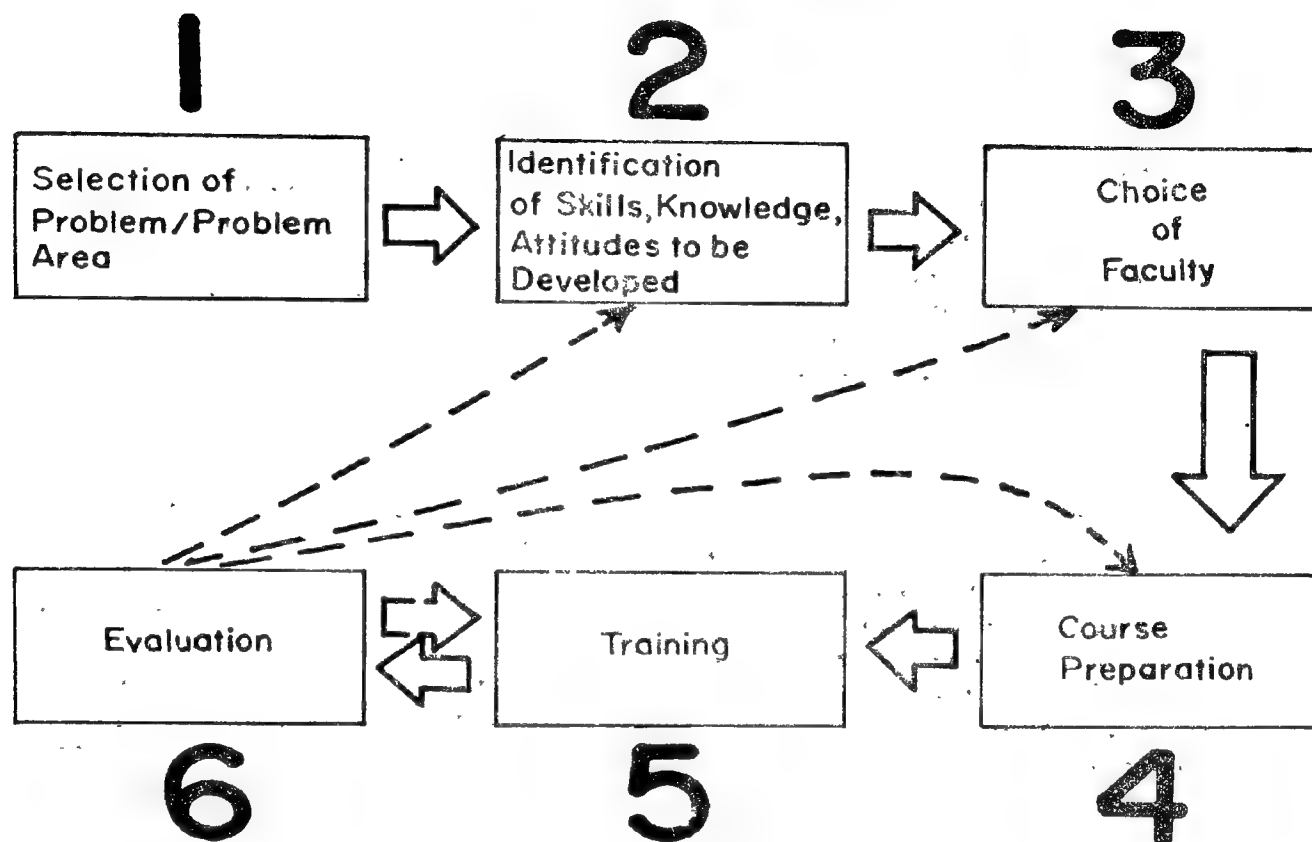 1
2
3
Selection of
Problem/Problem
Area
Identification
of Skills, Knowledge,
Attitudes to be
Developed
Choice
of
Faculty
Evaluation
Training
Course
Preparation
6
5
4